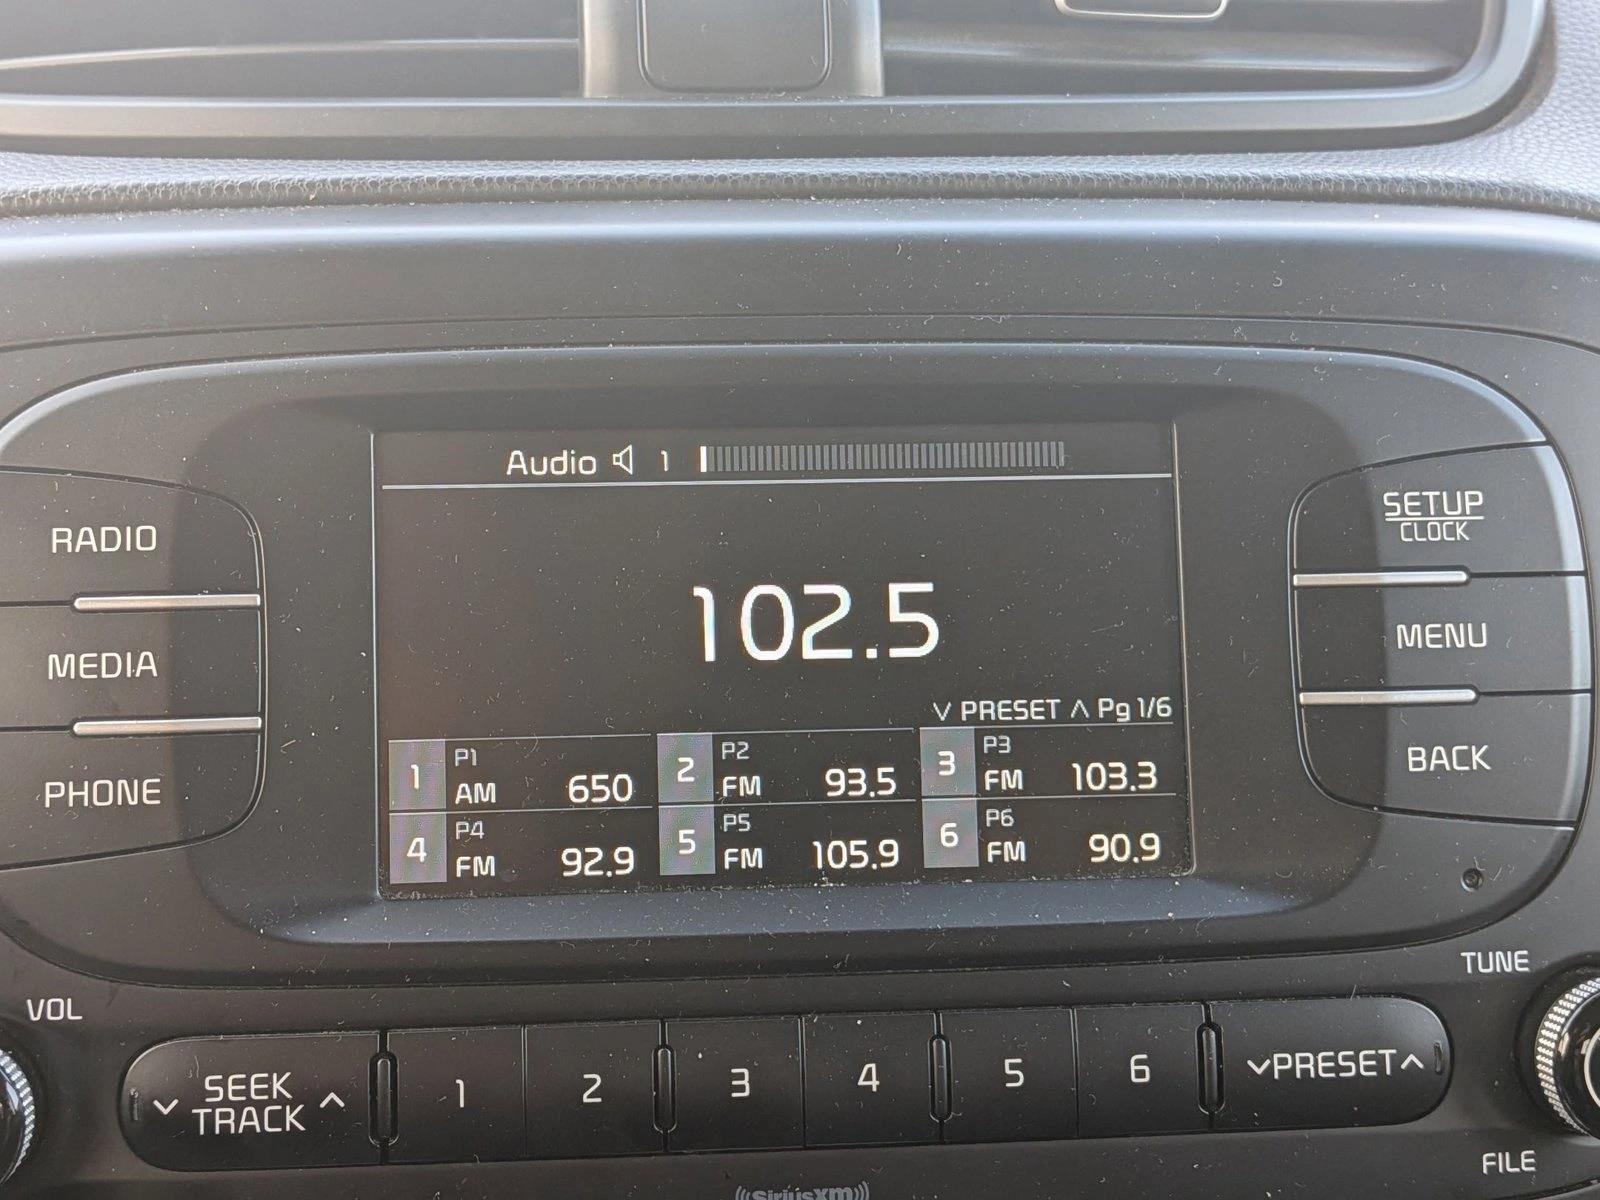 Audio 1
102.5
PRESET Pg 1/6
1 P1 AM 650
2 P2 FM 93.5
3 P3 FM 103.3
4 P4 FM 92.9
5 P5 FM 105.9
6 P6 FM 90.9
RADIO
MEDIA
PHONE
SETUP
CLOCK
MENU
BACK
VOL
TUNE
SEEK
TRACK
1 2 3 4 5 6
PRESET
FILE
((SiriusXM))